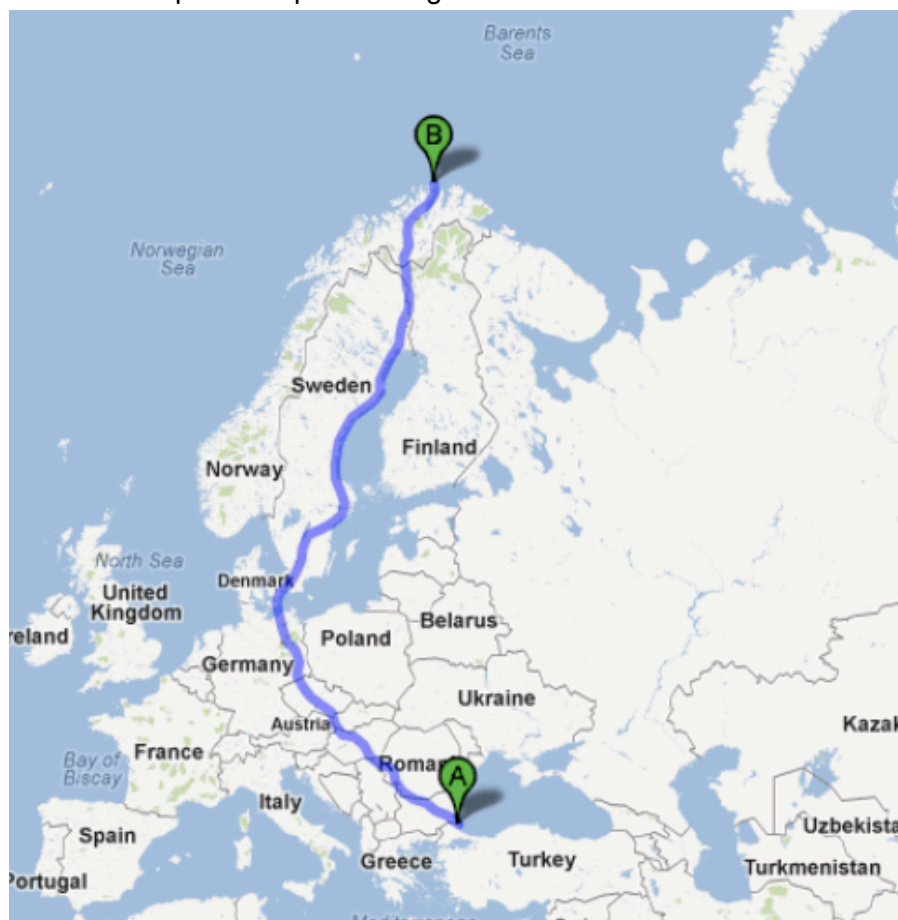 Barents
Sea
B
Norwegian
Sea
Sweden
Finland
Norway
North Sea
Denmark
United
Kingdom
reland
Belarus
Poland
Germany
Ukraine
Austria
Kazak
France
Bay of
Biscay
Roman
A
Italy
Uzbekista
Spain
Greece
Turkey
Turkmenistan
Portugal